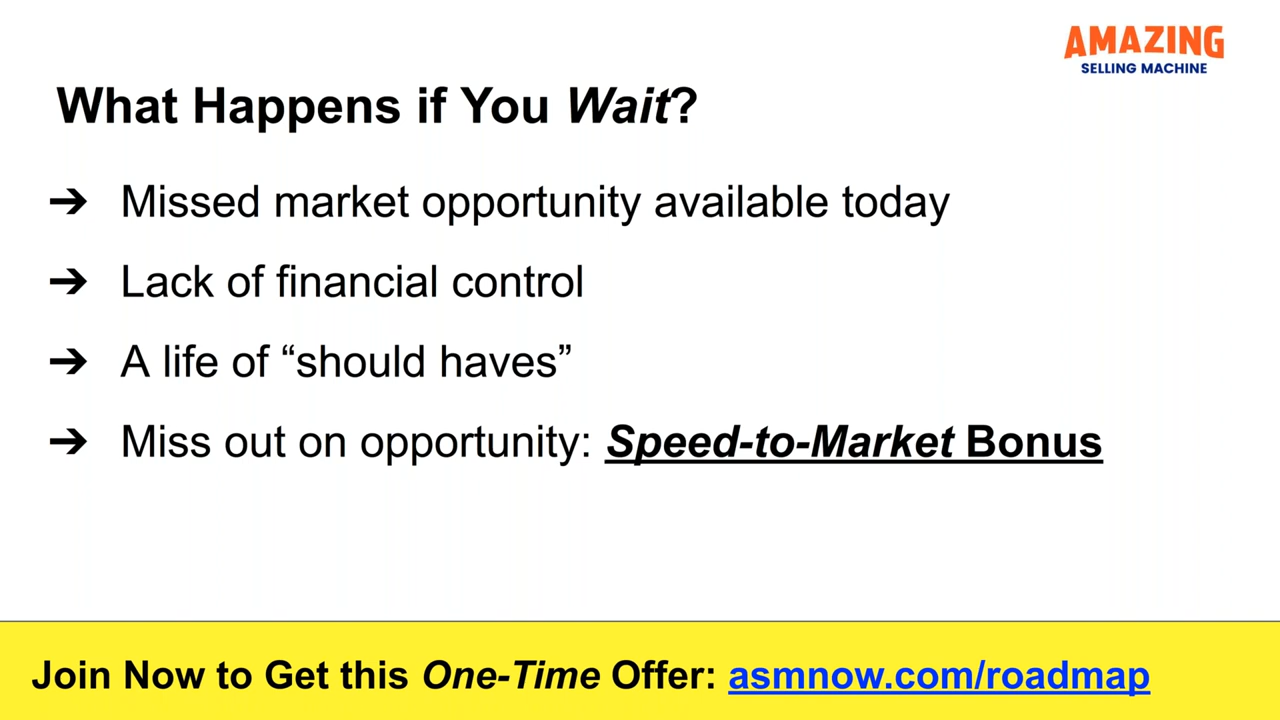 AMAZING
SELLING MACHINE
What Happens if You Wait?
➔ Missed market opportunity available today
➔ Lack of financial control
➔ A life of “should haves”
➔ Miss out on opportunity: Speed-to-Market Bonus
Join Now to Get this One-Time Offer: asmnow.com/roadmap